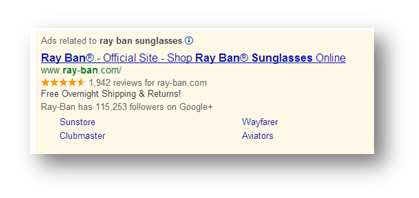 Ads related to ray ban sunglasses
Ray Ban® - Official Site - Shop Ray Ban® Sunglasses Online
www.ray-ban.com/
1,942 reviews for ray-ban.com
Free Overnight Shipping & Returns!
Ray-Ban has 115,253 followers on Google+
Sunstore Wayfarer
Clubmaster Aviators